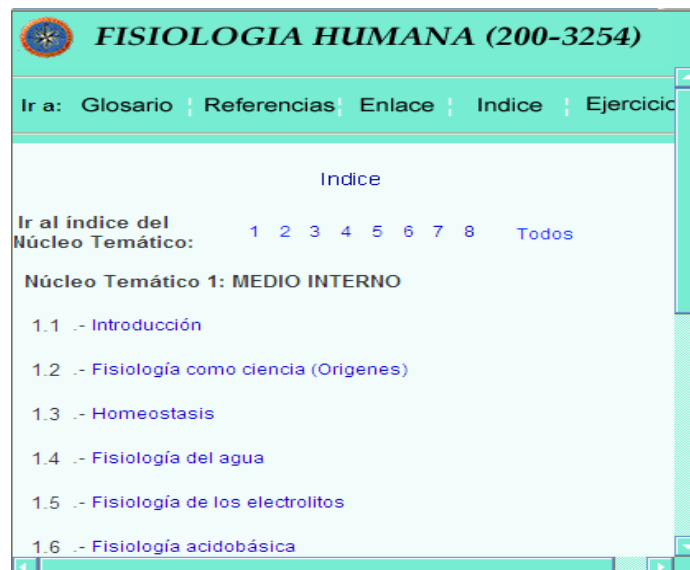 FISIOLOGIA HUMANA (200-3254)
Ir a: Glosario Referencias Enlace Indice Ejercicio
Indice
Ir al índice del
Núcleo Temático: 1 2 3 4 5 6 7 8 Todos
Núcleo Temático 1: MEDIO INTERNO
1.1 .- Introducción
1.2 .- Fisiología como ciencia (Origenes)
1.3 .- Homeostasis
1.4 .- Fisiología del agua
1.5 .- Fisiología de los electrolitos
1.6 .- Fisiología acidobásica